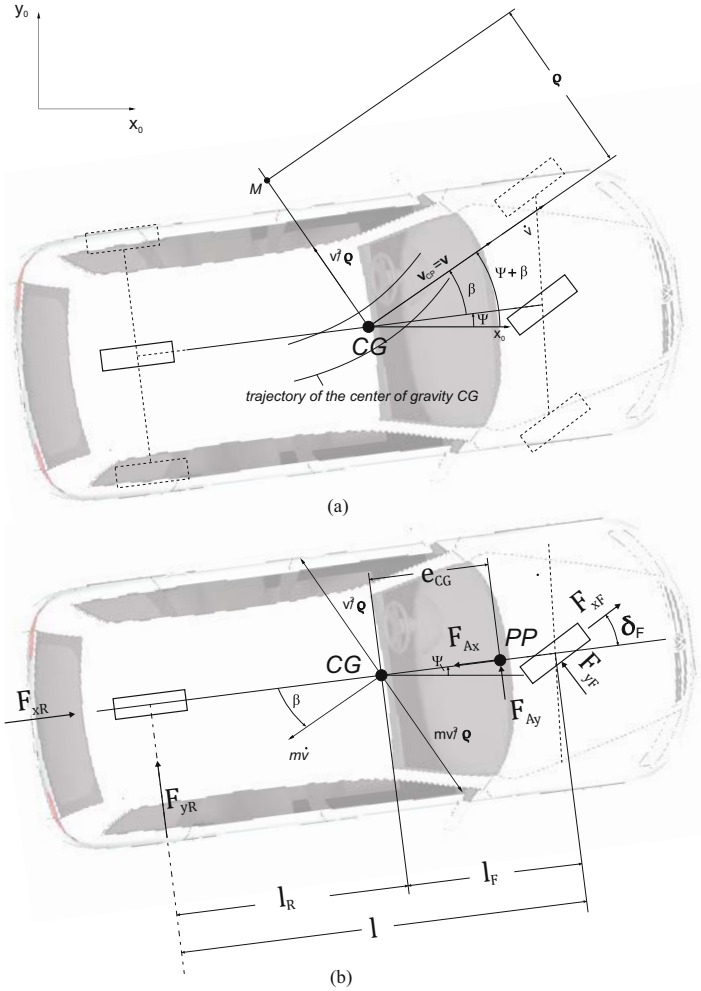 y₀
x₀
ϱ
M
v²/ϱ
v_CP=v
v̇
Ψ+β
β
Ψ
x₀
CG
trajectory of the center of gravity CG
(a)
e_CG
v²/ϱ
F_xF
δ_F
PP
F_Ax
CG
Ψ
F_yF
F_xR
β
F_Ay
mv²/ϱ
mv̇
F_yR
l_R
l_F
l
(b)